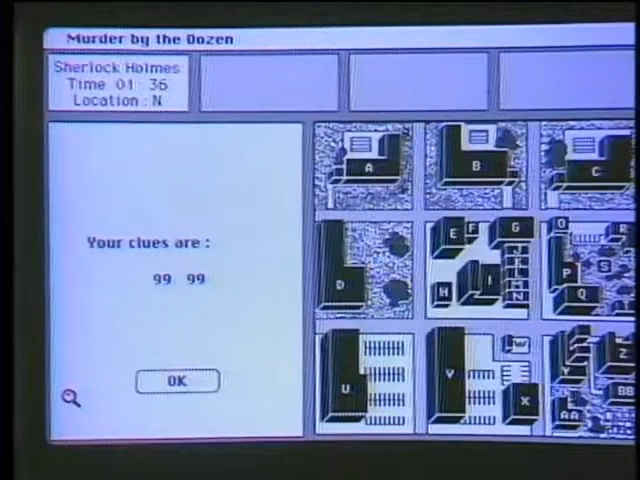 Murder by the Dozen
Sherlock Holmes
Time 01 : 36
Location : N
Your clues are :
99 99
OK
A
B
C
D
E
F
G
H
I
J
K
L
M
N
O
R
P
S
Q
U
V
W
X
Y
Z
AA
BB